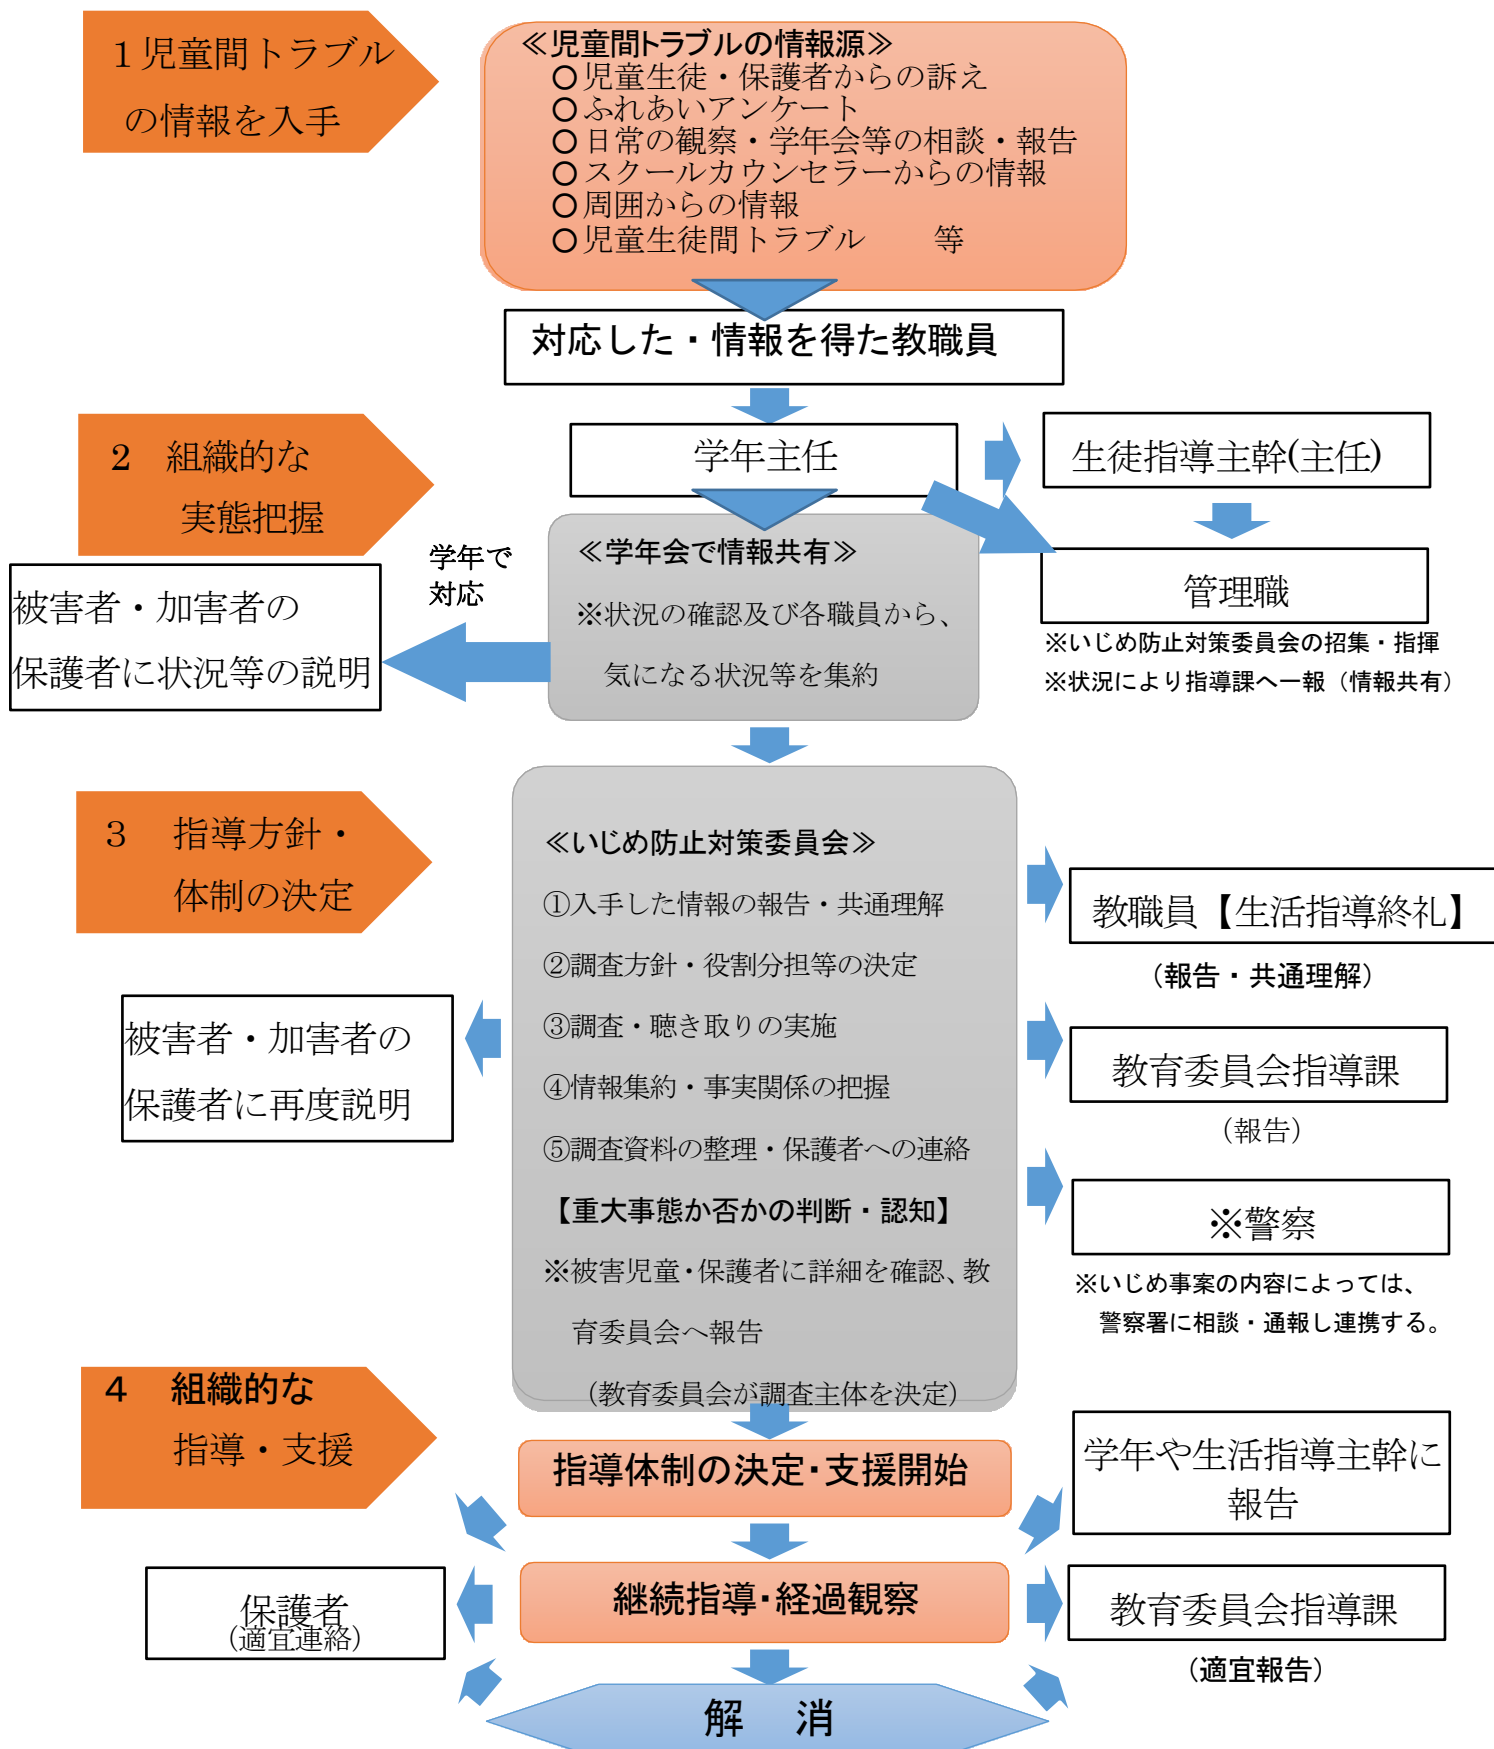 １児童間トラブル
の情報を入手
≪児童間トラブルの情報源≫
〇児童生徒・保護者からの訴え
〇ふれあいアンケート
〇日常の観察・学年会等の相談・報告
〇スクールカウンセラーからの情報
〇周囲からの情報
〇児童生徒間トラブル　　等
対応した・情報を得た教職員
２　組織的な
実態把握
学年主任
生徒指導主幹(主任)
管理職
※いじめ防止対策委員会の招集・指揮
※状況により指導課へ一報（情報共有）
≪学年会で情報共有≫
※状況の確認及び各職員から、
気になる状況等を集約
学年で
対応
被害者・加害者の
保護者に状況等の説明
３　指導方針・
体制の決定
≪いじめ防止対策委員会≫
①入手した情報の報告・共通理解
②調査方針・役割分担等の決定
③調査・聴き取りの実施
④情報集約・事実関係の把握
⑤調査資料の整理・保護者への連絡
【重大事態か否かの判断・認知】
※被害児童・保護者に詳細を確認、教
育委員会へ報告
（教育委員会が調査主体を決定）
被害者・加害者の
保護者に再度説明
教職員【生活指導終礼】
（報告・共通理解）
教育委員会指導課
（報告）
※警察
※いじめ事案の内容によっては、
警察署に相談・通報し連携する。
４　組織的な
指導・支援
指導体制の決定・支援開始
学年や生活指導主幹に
報告
継続指導・経過観察
保護者
（適宜連絡）
教育委員会指導課
（適宜報告）
解　消